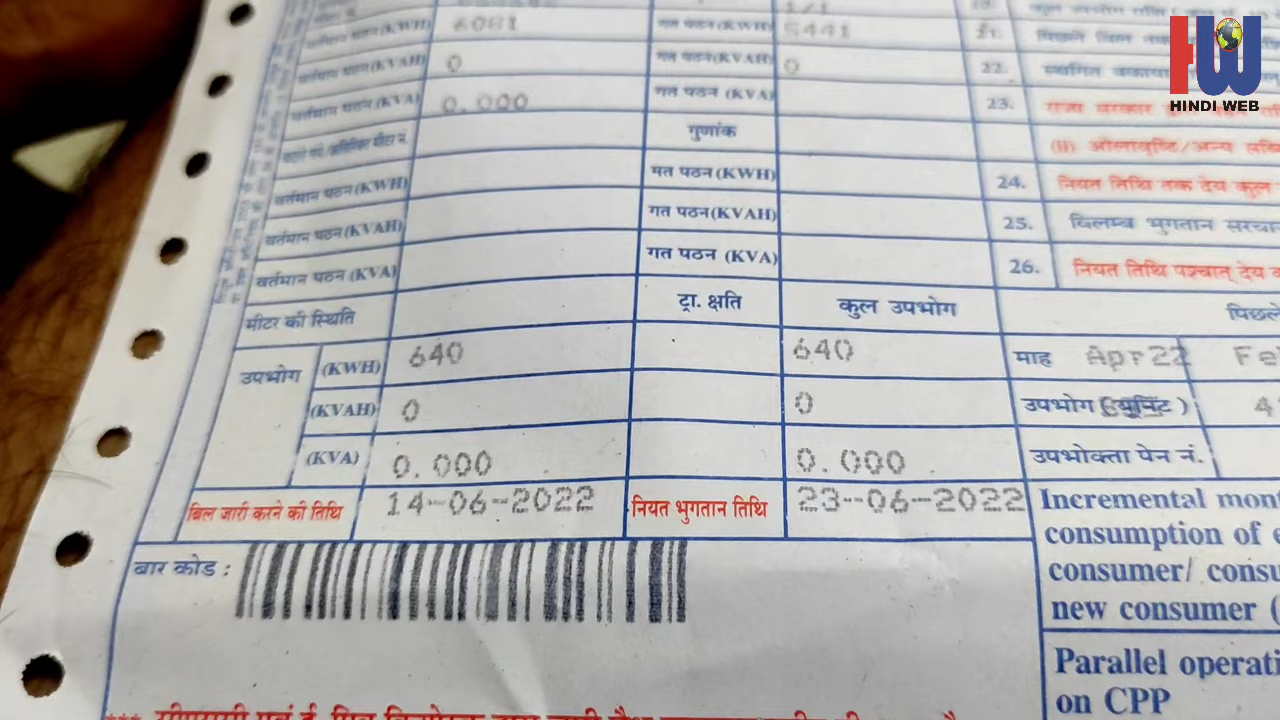 HINDI WEB
वर्तमान पठन (KWH) 6081 गत पठन (KWH) 5441 21.
वर्तमान पठन (KVAH) 0 गत पठन (KVAH) 0 22.
वर्तमान पठन (KVA) 0.000 गत पठन (KVA) 23.
गुणांक (ii) ओलावृष्टि/अन्य
वर्तमान पठन (KWH) गत पठन (KWH) 24. नियत तिथि तक देय कुल
वर्तमान पठन (KVAH) गत पठन (KVAH) 25. विलम्ब भुगतान
वर्तमान पठन (KVA) गत पठन (KVA) 26. नियत तिथि पश्चात् देय
मीटर की स्थिति ट्रा. क्षति कुल उपभोग
उपभोग (KWH) 640 640 माह Apr22
(KVAH) 0 0 उपभोग (यूनिट) 4
(KVA) 0.000 0.000 उपभोक्ता पेन नं.
बिल जारी करने की तिथि 14-06-2022 नियत भुगतान तिथि 23-06-2022
बार कोड :
Incremental
consumption of
consumer/
new consumer (
Parallel
on CPP